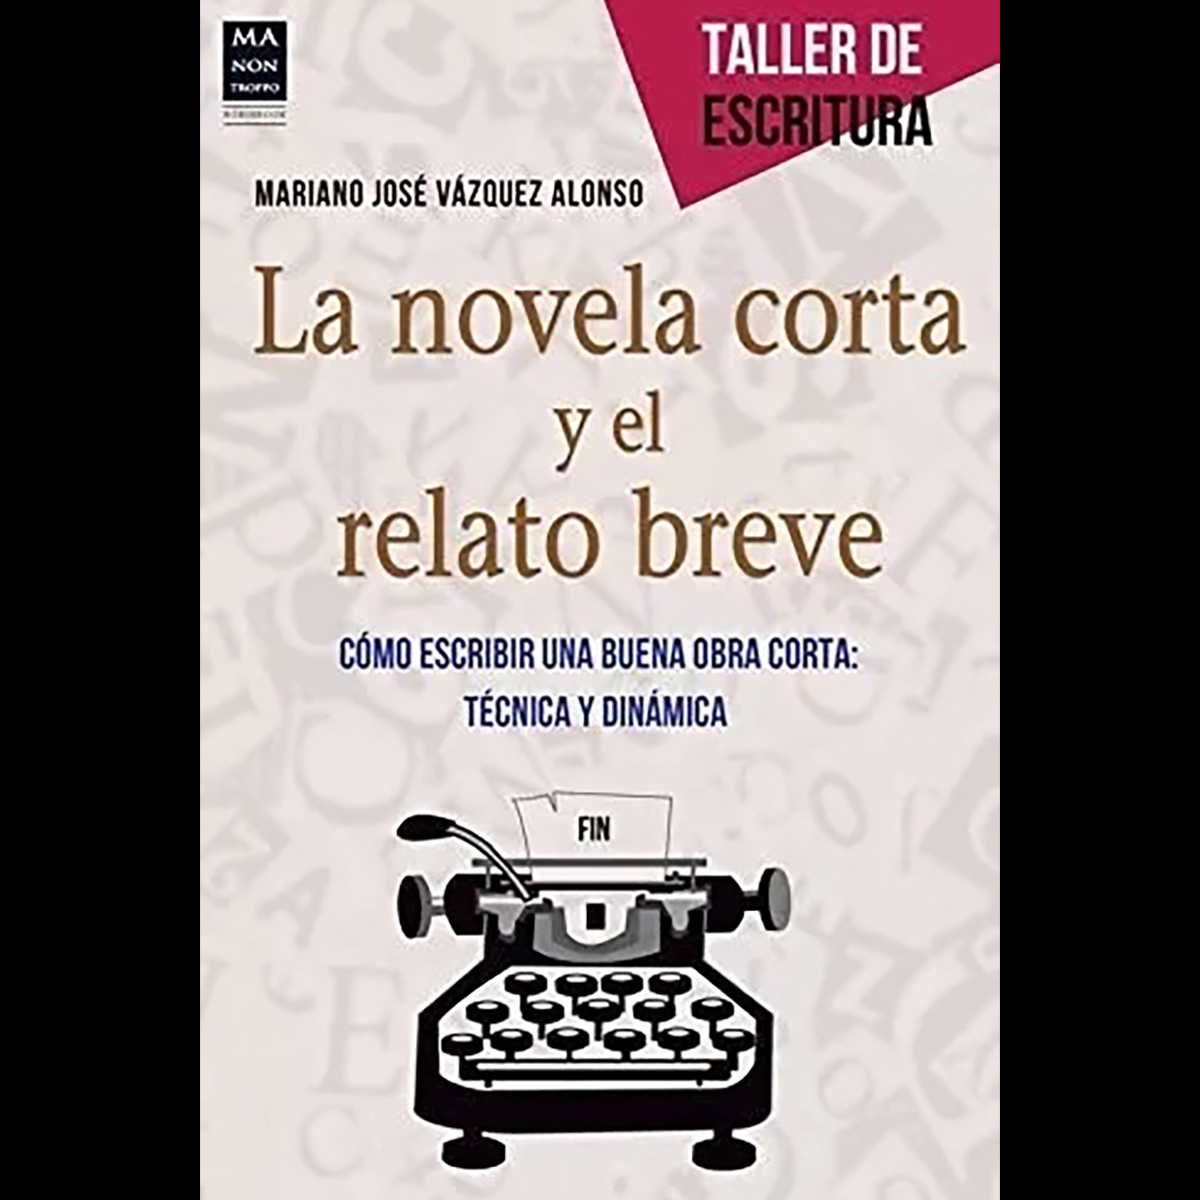 MA
NON
TROPPO
TALLER DE
ESCRITURA
MARIANO JOSÉ VÁZQUEZ ALONSO
La novela corta
y el
relato breve
CÓMO ESCRIBIR UNA BUENA OBRA CORTA:
TÉCNICA Y DINÁMICA
FIN